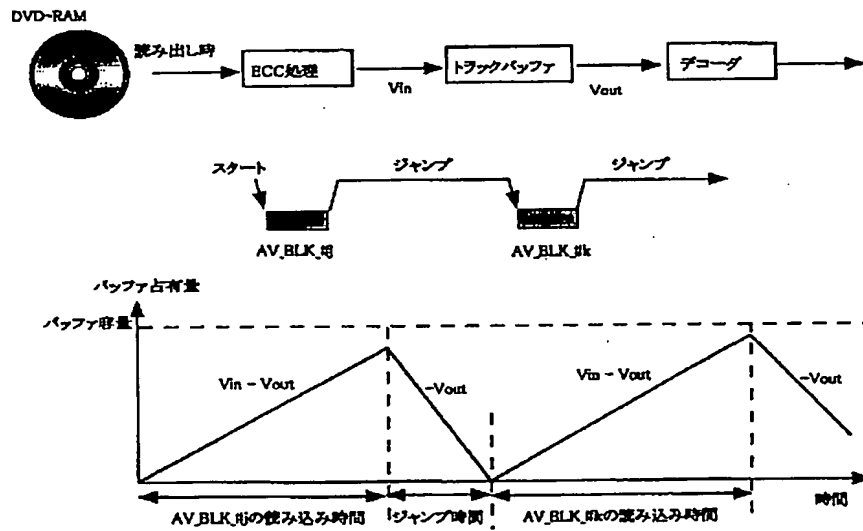 DVD-RAM
読み出し時
ECC処理
トラックバッファ
デコーダ
Vin
Vout
スタート
ジャンプ
ジャンプ
AV_BLK_#j
AV_BLK_#k
バッファ占有量
バッファ容量
Vin - Vout
-Vout
Vin - Vout
-Vout
時間
AV_BLK_#jの読み込み時間
ジャンプ時間
AV_BLK_#kの読み込み時間